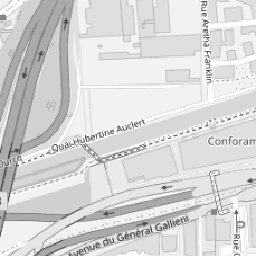 Rue Aretha Franklin
Quai Hubertine Auclert
Ourcq
Conforam
Avenue du Général Gallieni
Rue